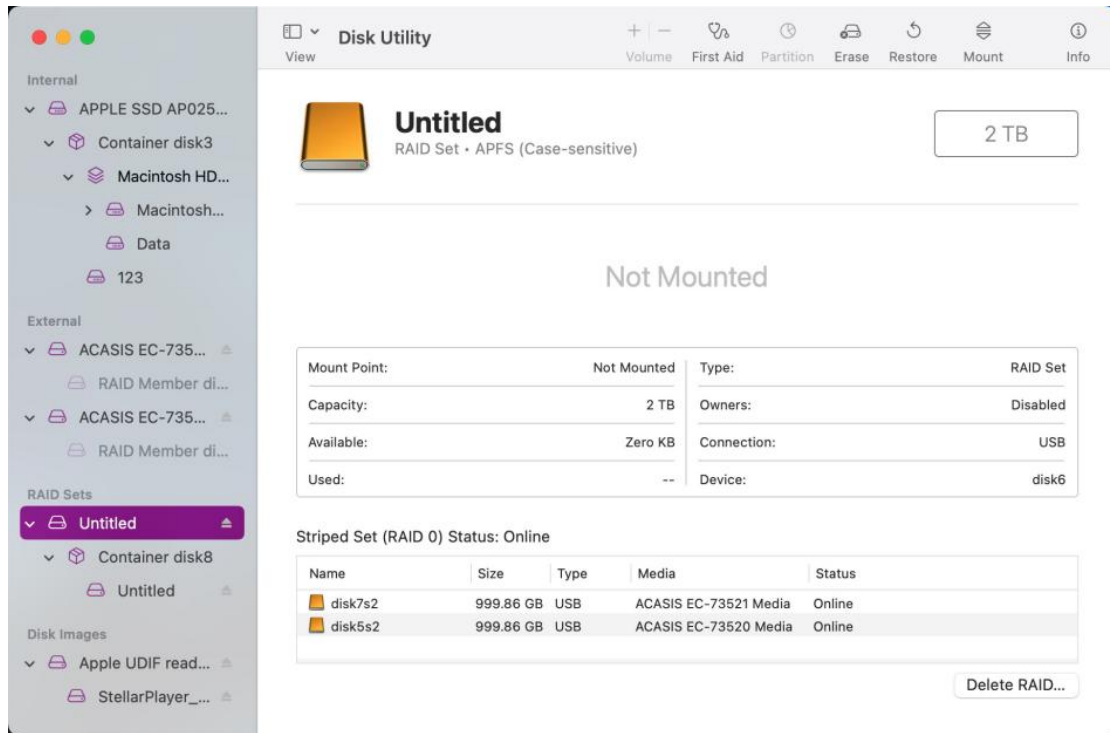 Disk Utility
View
Volume First Aid Partition Erase Restore Mount Info
Internal
APPLE SSD AP025...
Container disk3
Macintosh HD...
Macintosh...
Data
123
External
ACASIS EC-735...
RAID Member di...
ACASIS EC-735...
RAID Member di...
RAID Sets
Untitled
Container disk8
Untitled
Disk Images
Apple UDIF read...
StellarPlayer_...
Untitled
RAID Set • APFS (Case-sensitive)
2 TB
Not Mounted
Mount Point: Not Mounted Type: RAID Set
Capacity: 2 TB Owners: Disabled
Available: Zero KB Connection: USB
Used: -- Device: disk6
Striped Set (RAID 0) Status: Online
Name Size Type Media Status
disk7s2 999.86 GB USB ACASIS EC-73521 Media Online
disk5s2 999.86 GB USB ACASIS EC-73520 Media Online
Delete RAID...